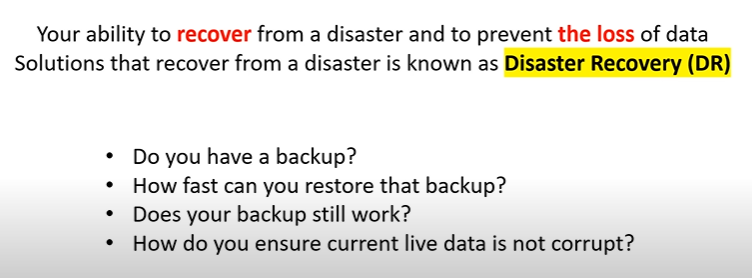 Your ability to recover from a disaster and to prevent the loss of data
Solutions that recover from a disaster is known as Disaster Recovery (DR)
• Do you have a backup?
• How fast can you restore that backup?
• Does your backup still work?
• How do you ensure current live data is not corrupt?